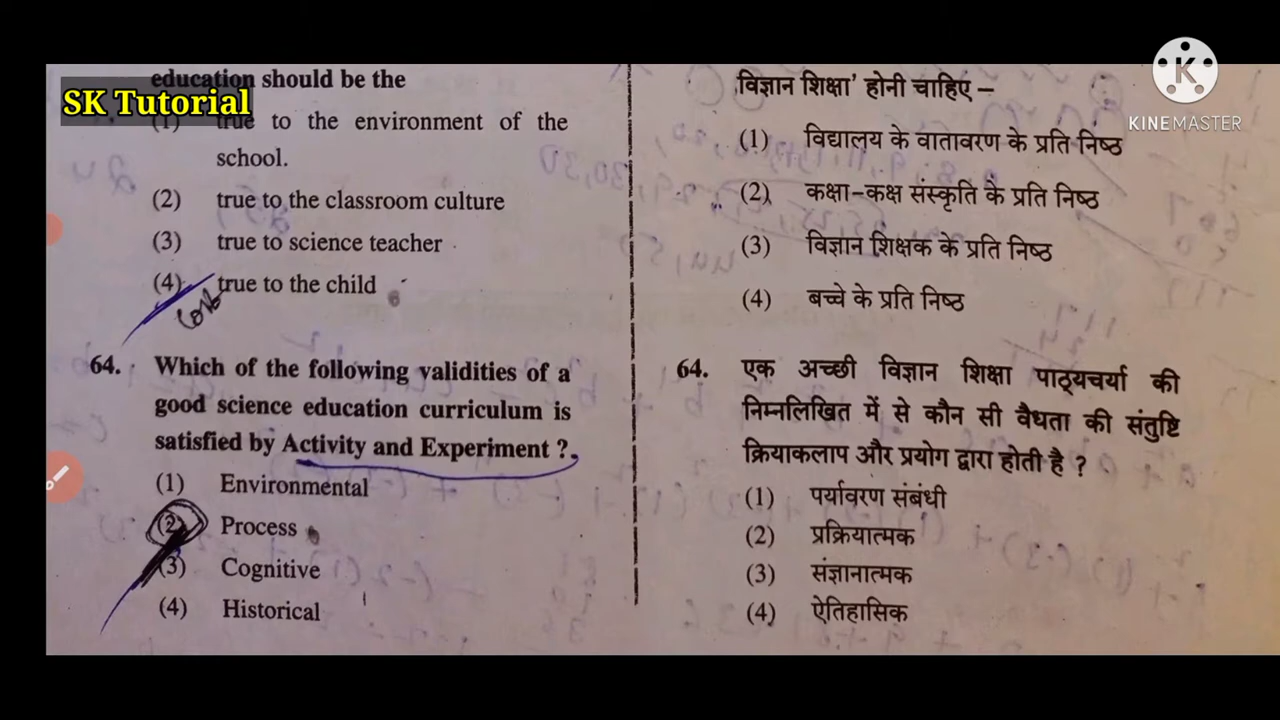 education should be the
SK Tutorial
(1) true to the environment of the
school.
(2) true to the classroom culture
(3) true to science teacher
(4) true to the child
64. Which of the following validities of a
good science education curriculum is
satisfied by Activity and Experiment ?
(1) Environmental
(2) Process
(3) Cognitive
(4) Historical
विज्ञान शिक्षा' होनी चाहिए –
(1) विद्यालय के वातावरण के प्रति निष्ठ
(2) कक्षा-कक्ष संस्कृति के प्रति निष्ठ
(3) विज्ञान शिक्षक के प्रति निष्ठ
(4) बच्चे के प्रति निष्ठ
64. एक अच्छी विज्ञान शिक्षा पाठ्यचर्या की
निम्नलिखित में से कौन सी वैधता की संतुष्टि
क्रियाकलाप और प्रयोग द्वारा होती है ?
(1) पर्यावरण संबंधी
(2) प्रक्रियात्मक
(3) संज्ञानात्मक
(4) ऐतिहासिक
K
KINEMASTER